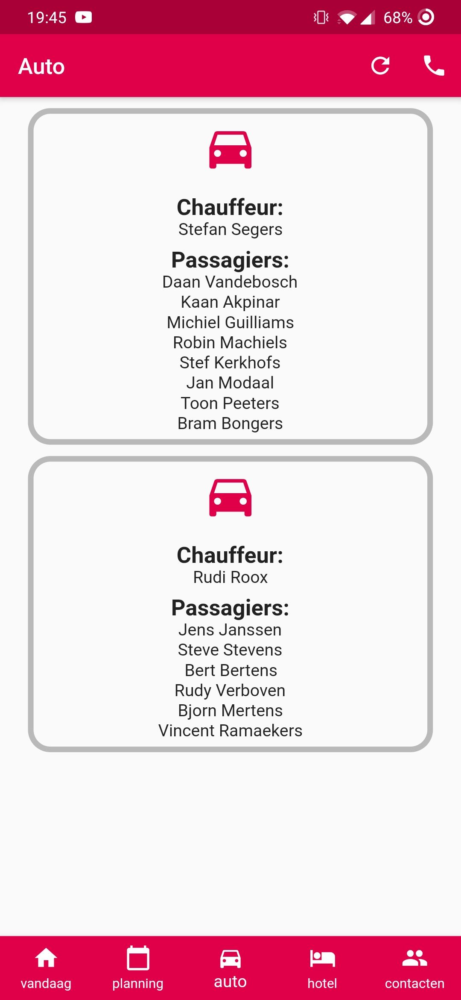 19:45
68%
Auto
Chauffeur:
Stefan Segers
Passagiers:
Daan Vandebosch
Kaan Akpinar
Michiel Guilliams
Robin Machiels
Stef Kerkhofs
Jan Modaal
Toon Peeters
Bram Bongers
Chauffeur:
Rudi Roox
Passagiers:
Jens Janssen
Steve Stevens
Bert Bertens
Rudy Verboven
Bjorn Mertens
Vincent Ramaekers
vandaag
planning
auto
hotel
contacten